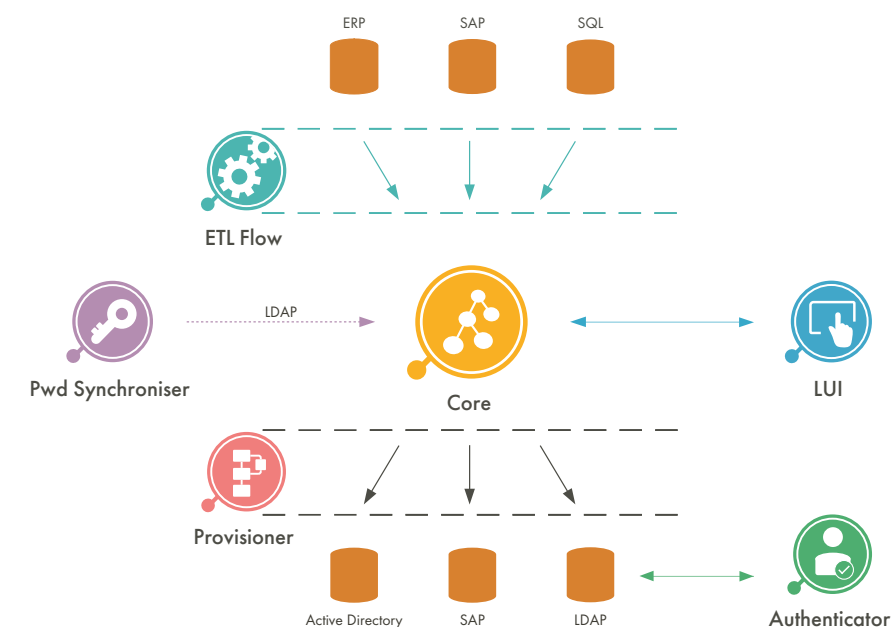 ERP
SAP
SQL
ETL Flow
LDAP
Pwd Synchroniser
Core
LUI
Provisioner
Active Directory
SAP
LDAP
Authenticator